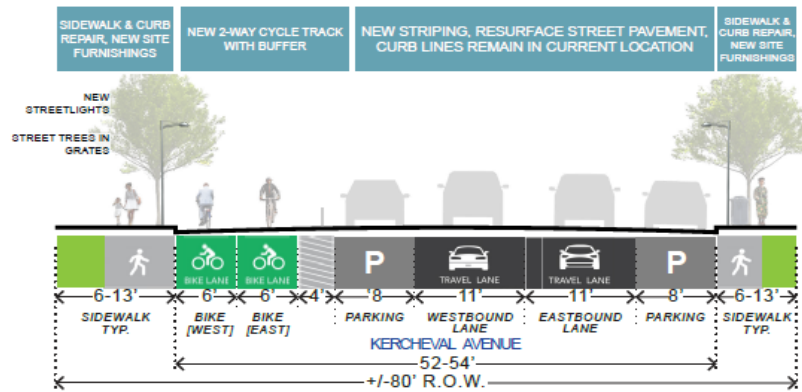 SIDEWALK & CURB
REPAIR, NEW SITE
FURNISHINGS
NEW 2-WAY CYCLE TRACK
WITH BUFFER
NEW STRIPING, RESURFACE STREET PAVEMENT,
CURB LINES REMAIN IN CURRENT LOCATION
SIDEWALK
& CURB REPAIR,
NEW SITE
FURNISHINGS
NEW
STREETLIGHTS
STREET TREES IN
GRATES
BIKE LANE
BIKE LANE
P
TRAVEL LANE
TRAVEL LANE
P
6-13'
6'
6'
4'
'8
11'
11'
8'
6-13'
SIDEWALK
TYP.
BIKE
[WEST]
BIKE
[EAST]
PARKING
WESTBOUND
LANE
EASTBOUND
LANE
PARKING
SIDEWALK
TYP.
KERCHEVAL AVENUE
52-54'
+/-80' R.O.W.